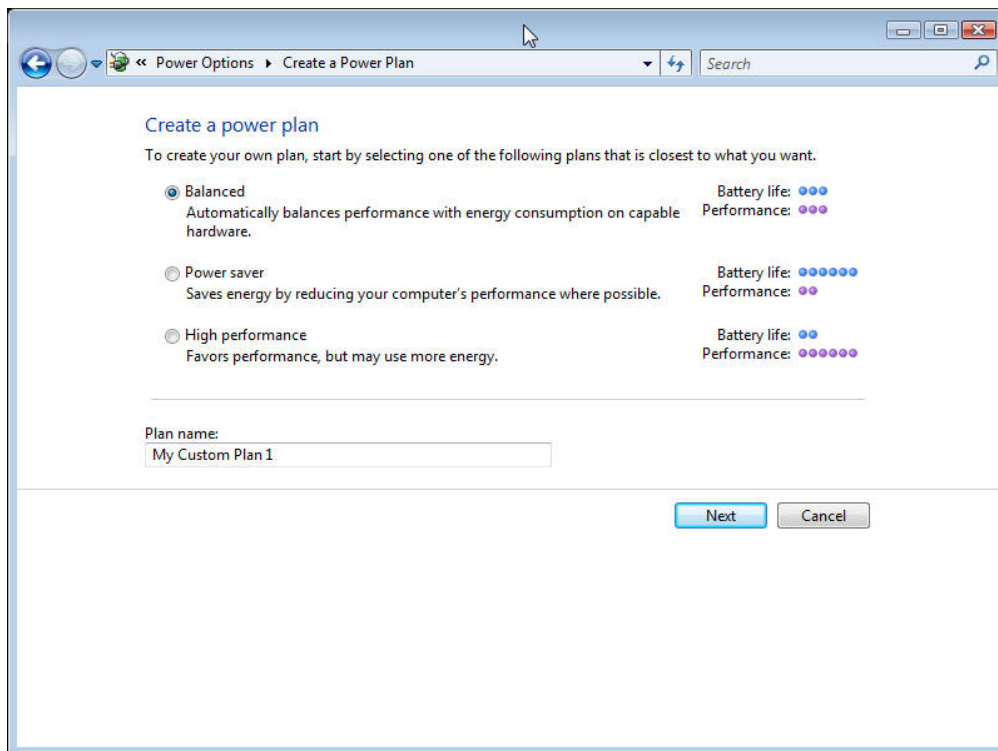 « Power Options ▸ Create a Power Plan
Search
Create a power plan
To create your own plan, start by selecting one of the following plans that is closest to what you want.
Balanced
Automatically balances performance with energy consumption on capable
hardware.
Battery life:
Performance:
Power saver
Saves energy by reducing your computer's performance where possible.
Battery life:
Performance:
High performance
Favors performance, but may use more energy.
Battery life:
Performance:
Plan name:
My Custom Plan 1
Next
Cancel